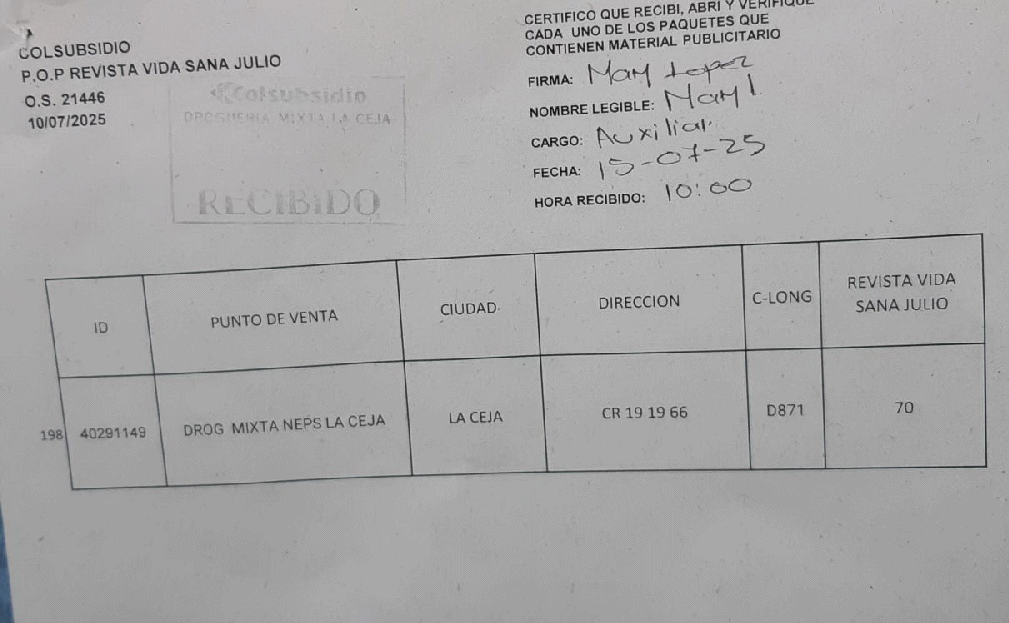 COLSUBSIDIO
P.O.P REVISTA VIDA SANA JULIO
O.S. 21446
10/07/2025
Colsubsidio
DROGUERIA MIXTA LA CEJA
RECIBIDO
CERTIFICO QUE RECIBI, ABRI Y VERIFIQUE
CADA UNO DE LOS PAQUETES QUE
CONTIENEN MATERIAL PUBLICITARIO
FIRMA: Mary Lopez
NOMBRE LEGIBLE: Mary L
CARGO: Auxiliar
FECHA: 15-07-25
HORA RECIBIDO: 10:00
ID PUNTO DE VENTA CIUDAD DIRECCION C-LONG REVISTA VIDA
SANA JULIO
198 40291149 DROG MIXTA NEPS LA CEJA LA CEJA CR 19 19 66 D871 70